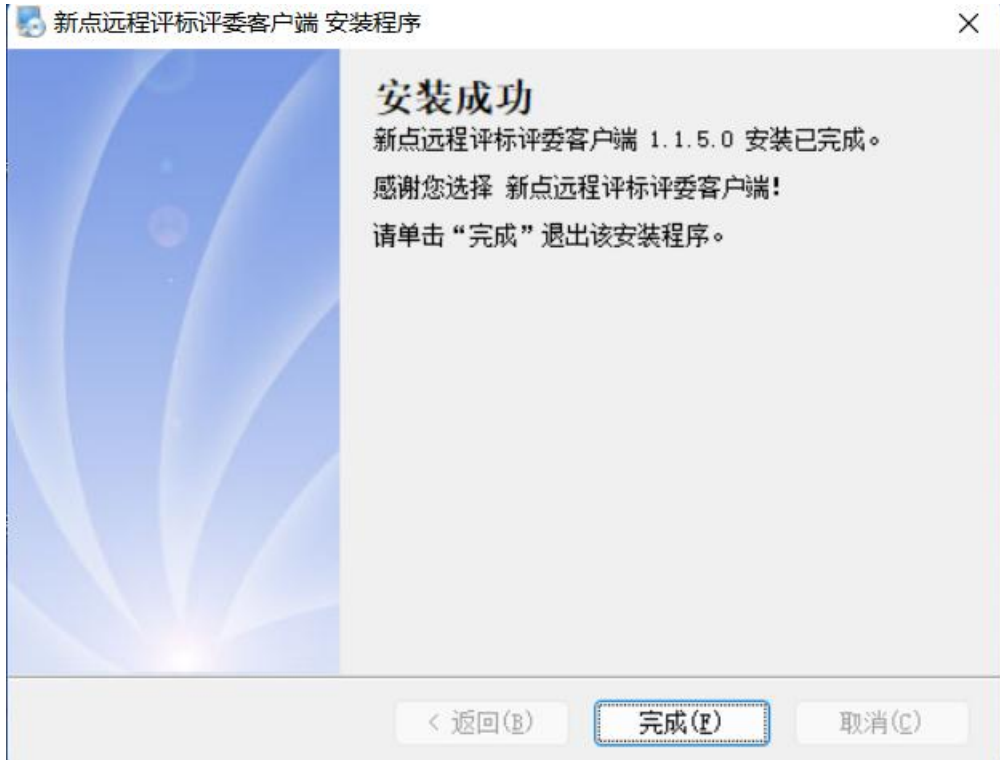 新点远程评标评委客户端 安装程序
安装成功
新点远程评标评委客户端 1.1.5.0 安装已完成。
感谢您选择 新点远程评标评委客户端!
请单击“完成”退出该安装程序。
< 返回(B)
完成(F)
取消(C)